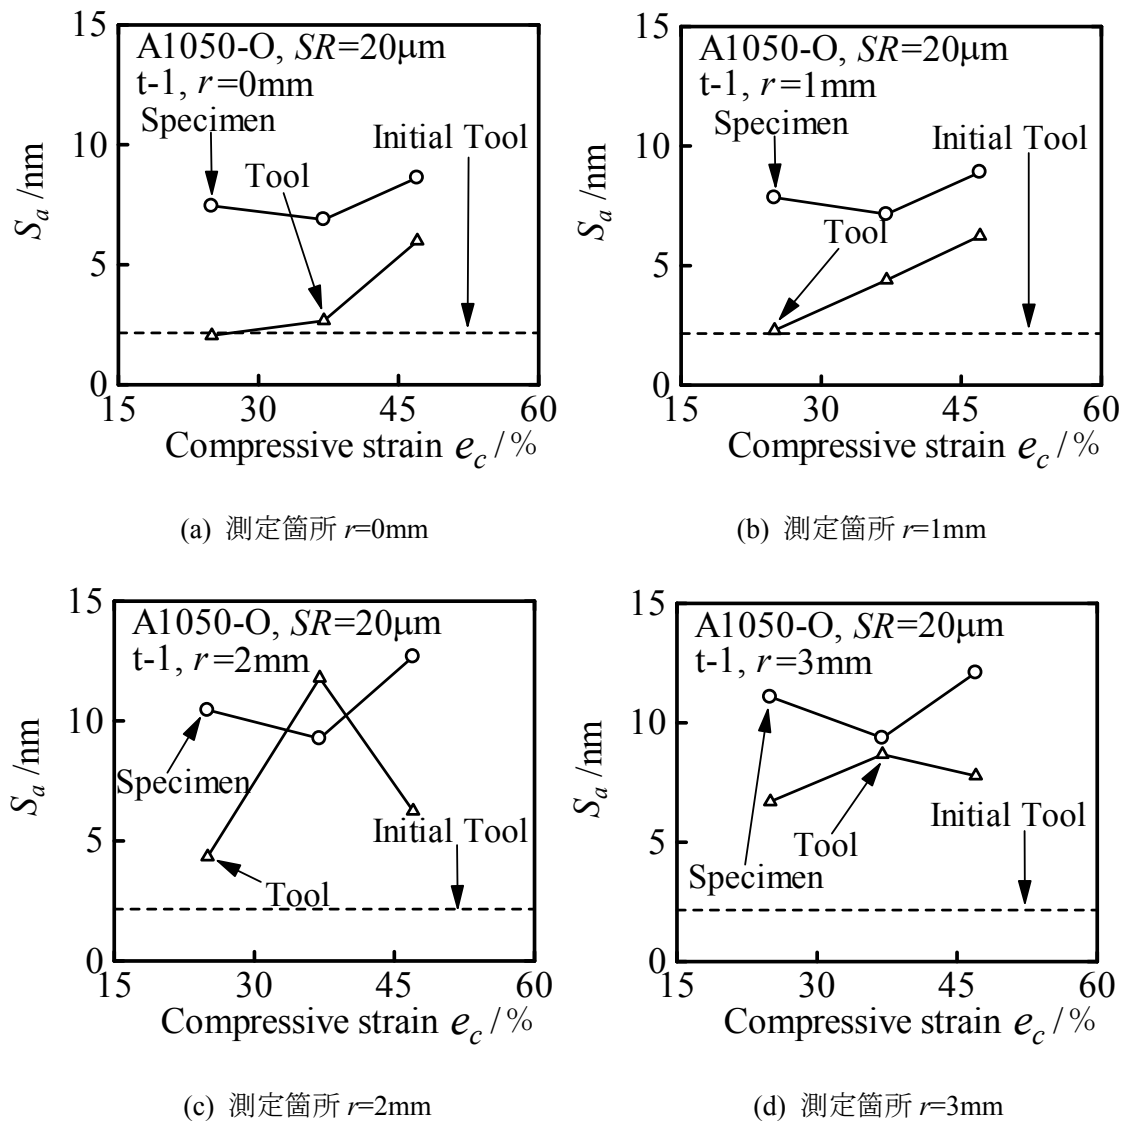 15
A1050-O, SR=20μm
t-1, r=0mm
Specimen
Initial Tool
10
Tool
Sa /nm
5
0
15 30 45 60
Compressive strain ec / %
(a) 測定箇所 r=0mm
15
A1050-O, SR=20μm
t-1, r=1mm
Specimen
Initial Tool
10
Tool
Sa /nm
5
0
15 30 45 60
Compressive strain ec / %
(b) 測定箇所 r=1mm
15
A1050-O, SR=20μm
t-1, r=2mm
10
Specimen
Sa /nm
Initial Tool
5
Tool
0
15 30 45 60
Compressive strain ec / %
(c) 測定箇所 r=2mm
15
A1050-O, SR=20μm
t-1, r=3mm
10
Sa /nm
Initial Tool
Tool
5
Specimen
0
15 30 45 60
Compressive strain ec / %
(d) 測定箇所 r=3mm